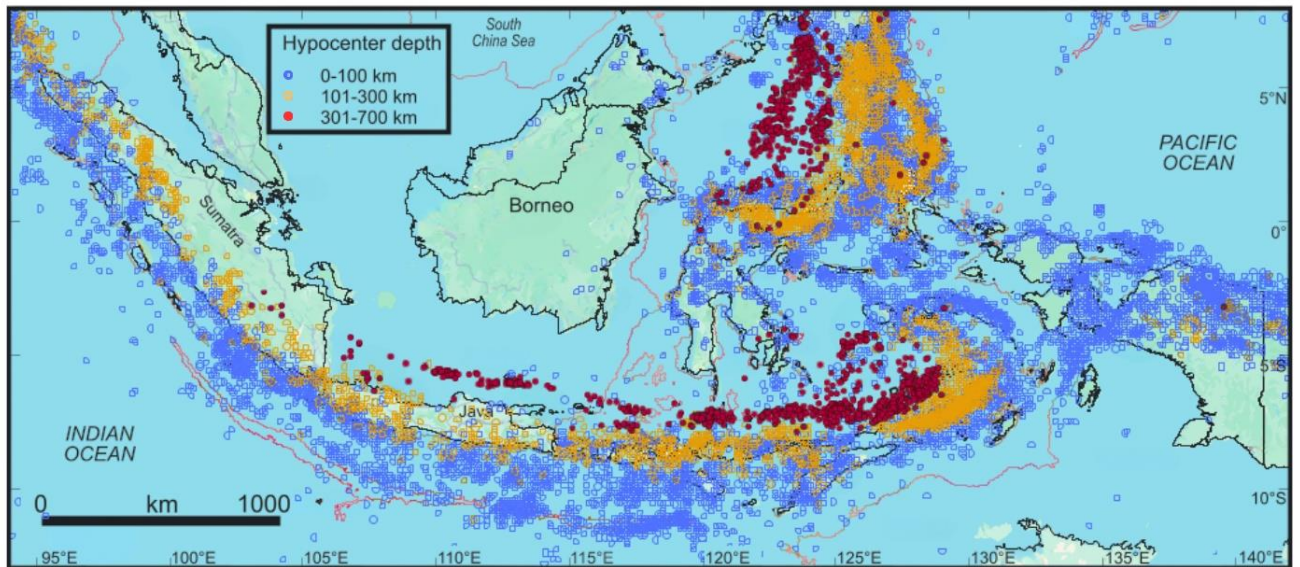 South
China Sea
Hypocenter depth
0-100 km
101-300 km
301-700 km
5°N
PACIFIC
OCEAN
Sumatra
Borneo
0°
5°S
Java
INDIAN
OCEAN
0 km 1000
10°S
95°E 100°E 105°E 110°E 115°E 120°E 125°E 130°E 135°E 140°E